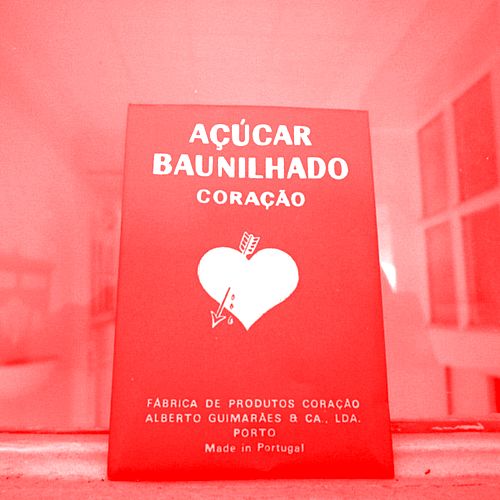 AÇÚCAR
BAUNILHADO
CORAÇÃO
FÁBRICA DE PRODUTOS CORAÇÃO
ALBERTO GUIMARÃES & CA., LDA.
PORTO
Made in Portugal